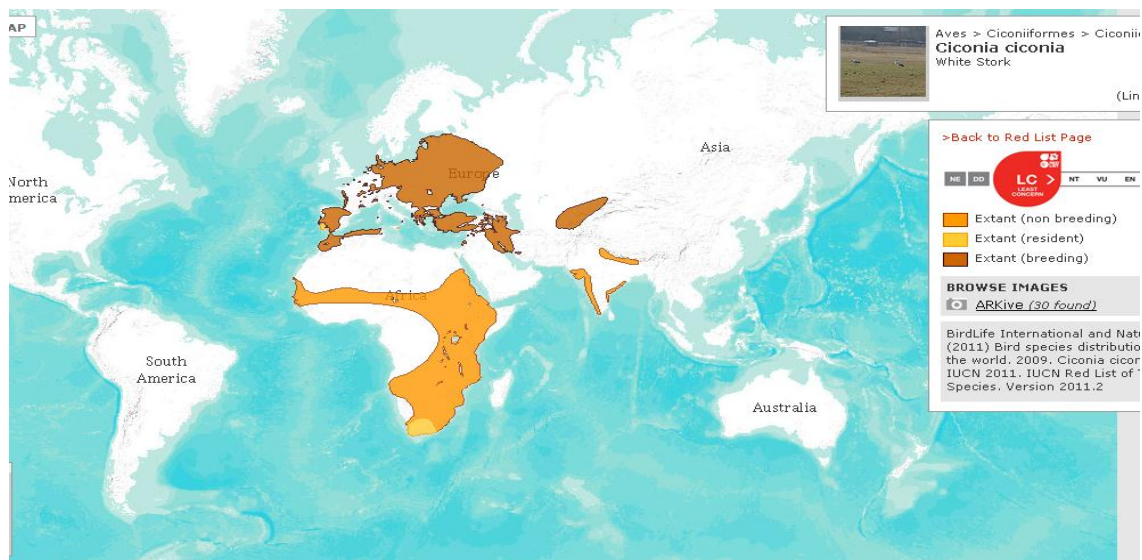 AP
Aves > Ciconiiformes > Ciconiie
Ciconia ciconia
White Stork
(Lin
>Back to Red List Page
NE DD LC > NT VU EN
LEAST
CONCERN
Extant (non breeding)
Extant (resident)
Extant (breeding)
BROWSE IMAGES
ARKive (30 found)
BirdLife International and Natu
(2011) Bird species distributio
the world. 2009. Ciconia cicon
IUCN 2011. IUCN Red List of T
Species. Version 2011.2
North
merica
Europe
Asia
Africa
South
America
Australia